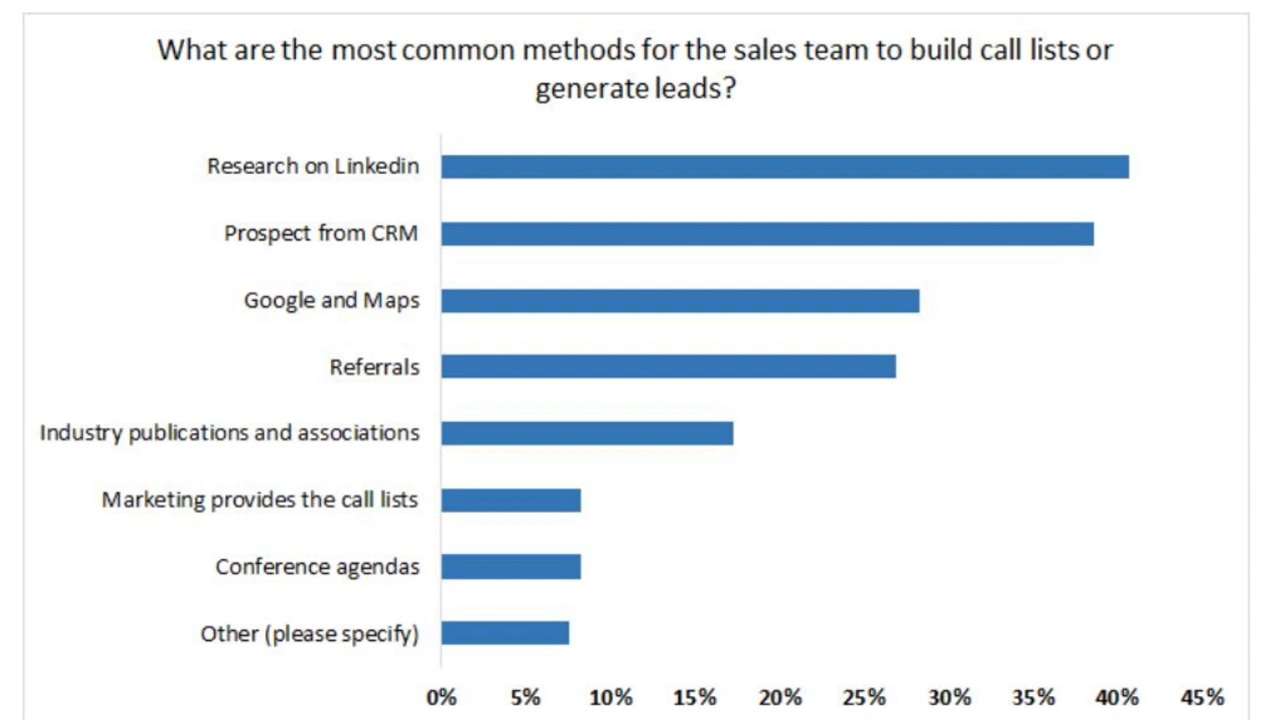 What are the most common methods for the sales team to build call lists or
generate leads?
Research on Linkedin
Prospect from CRM
Google and Maps
Referrals
Industry publications and associations
Marketing provides the call lists
Conference agendas
Other (please specify)
0% 5% 10% 15% 20% 25% 30% 35% 40% 45%